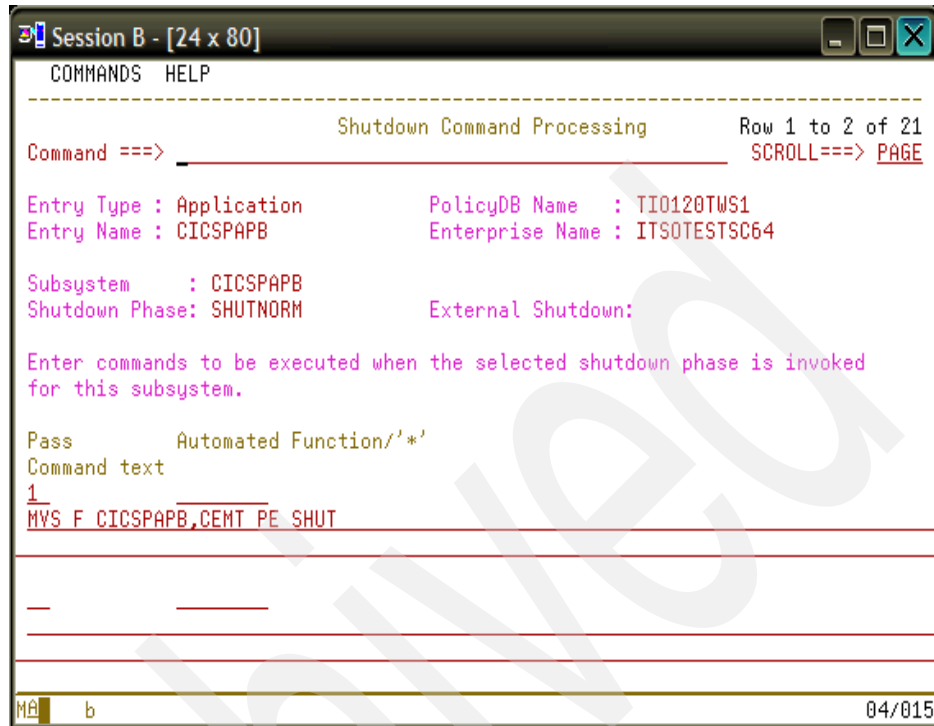 Session B - [24 x 80]
COMMANDS HELP
Shutdown Command Processing Row 1 to 2 of 21
Command ===> SCROLL===> PAGE
Entry Type : Application PolicyDB Name : TIO120TWS1
Entry Name : CICSPAPB Enterprise Name : ITSOTESTSC64
Subsystem : CICSPAPB
Shutdown Phase: SHUTNORM External Shutdown:
Enter commands to be executed when the selected shutdown phase is invoked
for this subsystem.
Pass Automated Function/'*'
Command text
1
MVS F CICSPAPB,CEMT PE SHUT
MA b 04/015